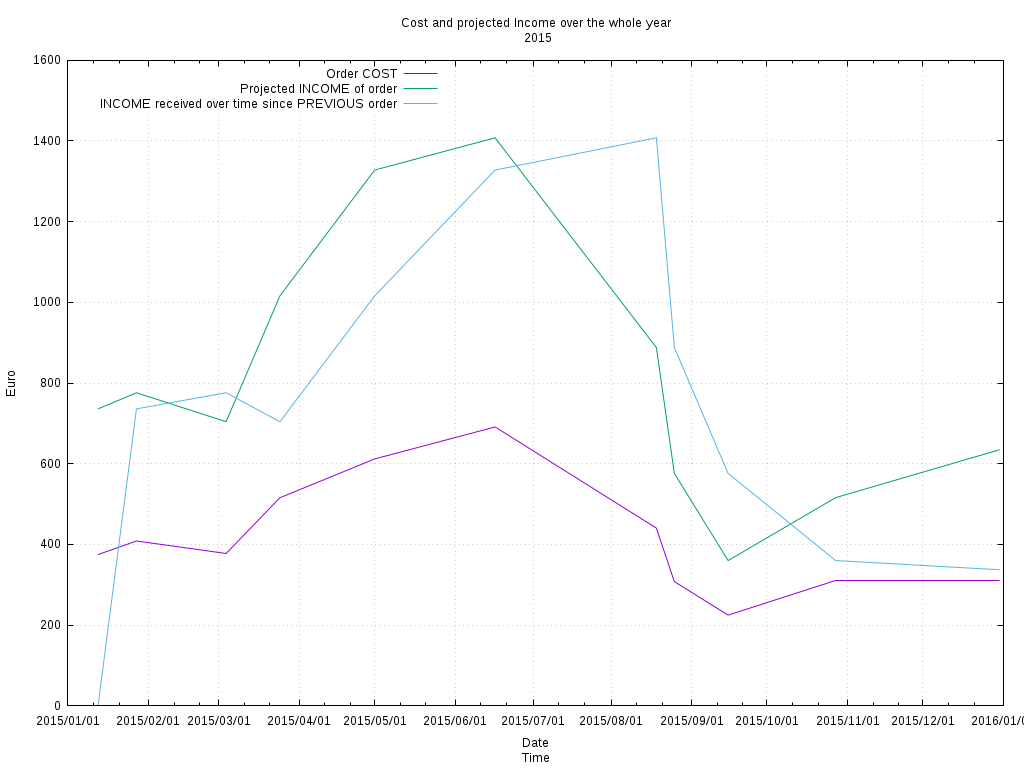 Cost and projected Income over the whole year
2015
Order COST
Projected INCOME of order
INCOME received over time since PREVIOUS order
1600
1400
1200
1000
800
600
400
200
0
Euro
2015/01/01 2015/02/01 2015/03/01 2015/04/01 2015/05/01 2015/06/01 2015/07/01 2015/08/01 2015/09/01 2015/10/01 2015/11/01 2015/12/01 2016/01/0
Date
Time